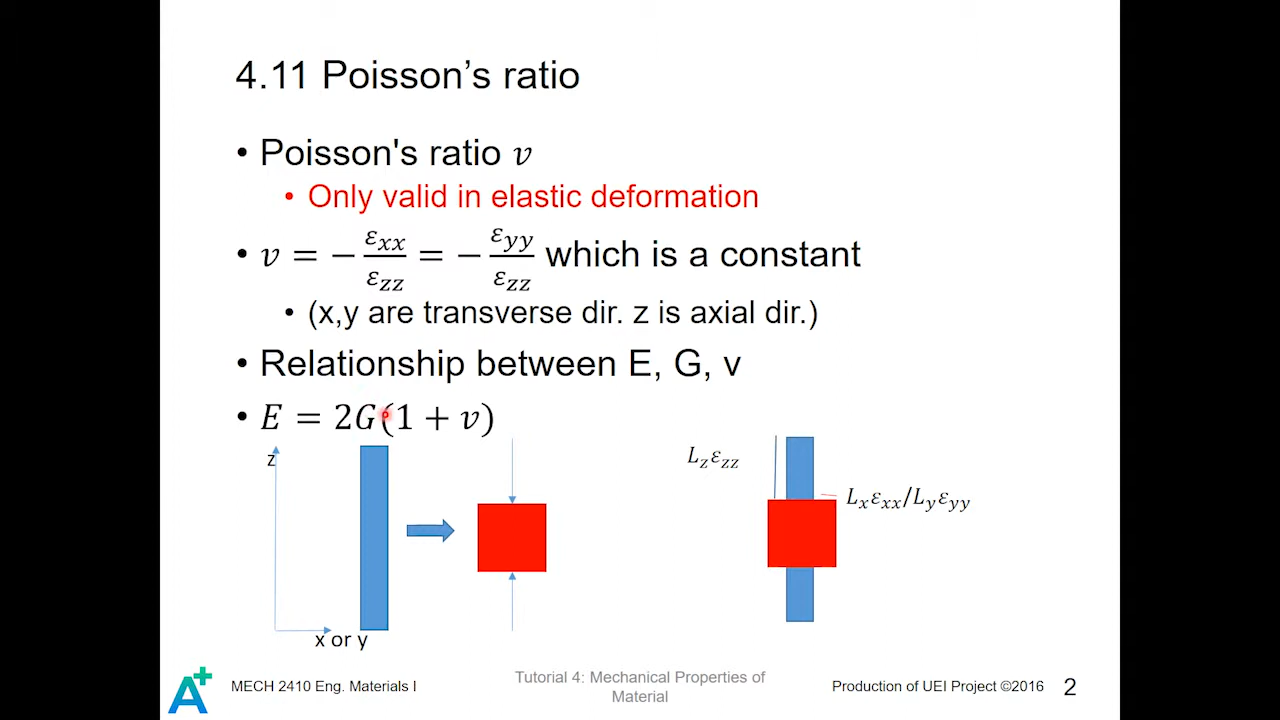 4.11 Poisson’s ratio
• Poisson's ratio 𝑣
• Only valid in elastic deformation
• 𝑣 = −𝜀𝑥𝑥/𝜀𝑧𝑧 = −𝜀𝑦𝑦/𝜀𝑧𝑧 which is a constant
• (x,y are transverse dir. z is axial dir.)
• Relationship between E, G, v
• 𝐸 = 2𝐺(1 + 𝑣)
z
x or y
𝐿𝑧𝜀𝑧𝑧
𝐿𝑥𝜀𝑥𝑥/𝐿𝑦𝜀𝑦𝑦
A+
MECH 2410 Eng. Materials I
Tutorial 4: Mechanical Properties of
Material
Production of UEI Project ©2016
2